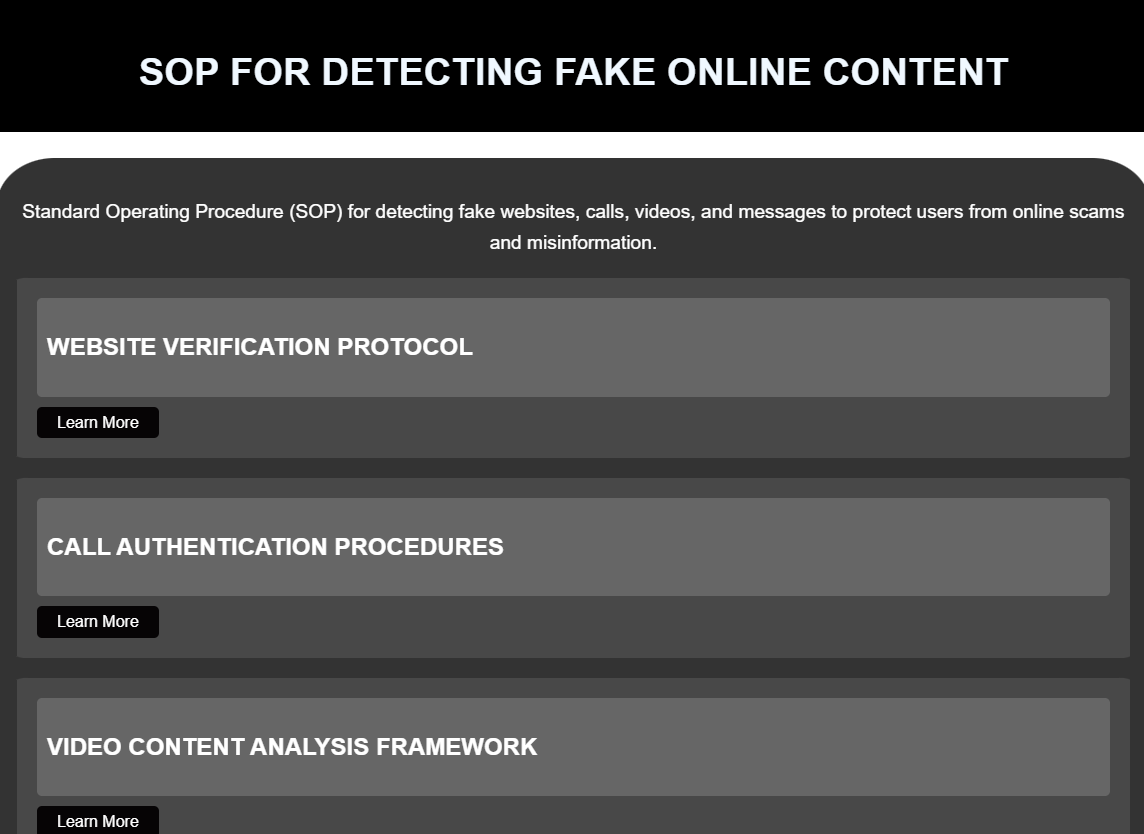 SOP FOR DETECTING FAKE ONLINE CONTENT
Standard Operating Procedure (SOP) for detecting fake websites, calls, videos, and messages to protect users from online scams
and misinformation.
WEBSITE VERIFICATION PROTOCOL
Learn More
CALL AUTHENTICATION PROCEDURES
Learn More
VIDEO CONTENT ANALYSIS FRAMEWORK
Learn More